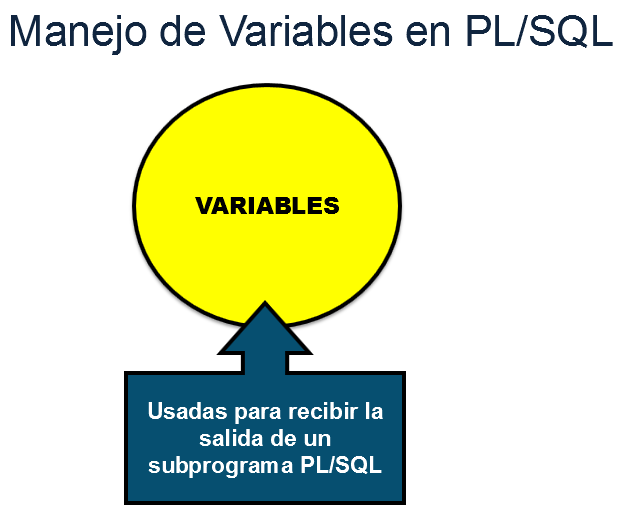 Manejo de Variables en PL/SQL
VARIABLES
Usadas para recibir la
salida de un
subprograma PL/SQL